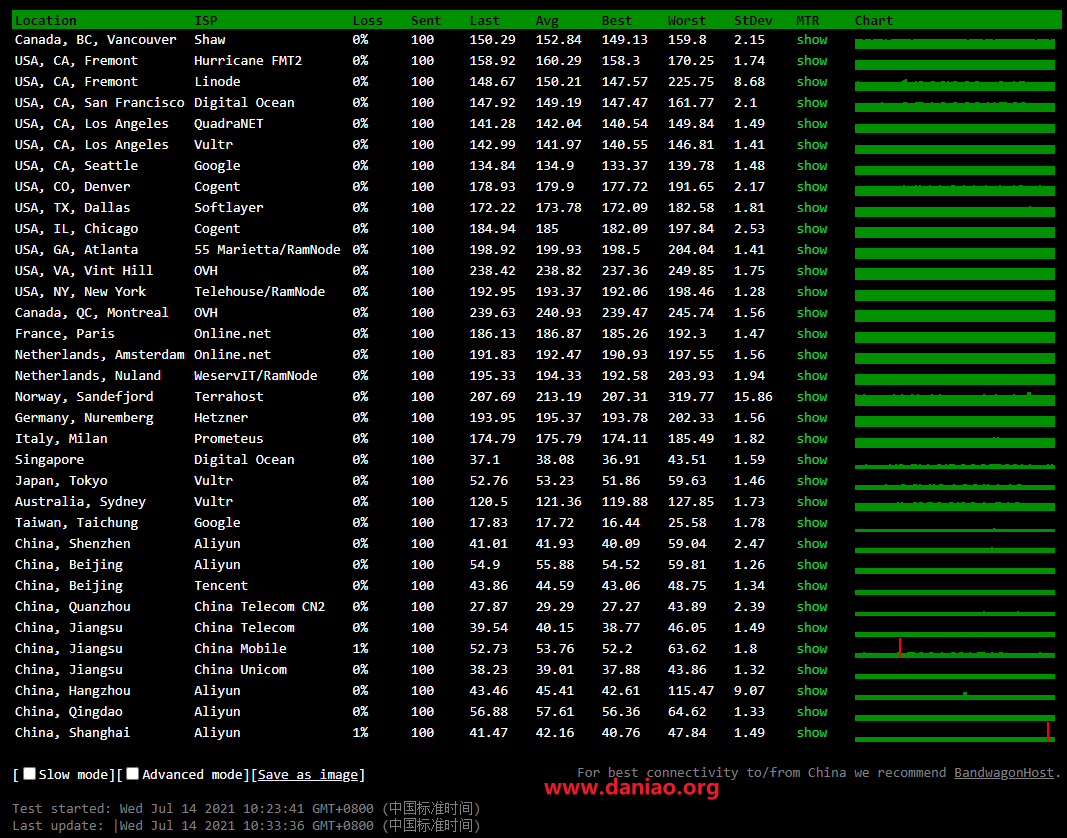 Location ISP Loss Sent Last Avg Best Worst StDev MTR Chart
Canada, BC, Vancouver Shaw 0% 100 150.29 152.84 149.13 159.8 2.15 show
USA, CA, Fremont Hurricane FMT2 0% 100 158.92 160.29 158.3 170.25 1.74 show
USA, CA, Fremont Linode 0% 100 148.67 150.21 147.57 225.75 8.68 show
USA, CA, San Francisco Digital Ocean 0% 100 147.92 149.19 147.47 161.77 2.1 show
USA, CA, Los Angeles QuadraNET 0% 100 141.28 142.04 140.54 149.84 1.49 show
USA, CA, Los Angeles Vultr 0% 100 142.99 141.97 140.55 146.81 1.41 show
USA, CA, Seattle Google 0% 100 134.84 134.9 133.37 139.78 1.48 show
USA, CO, Denver Cogent 0% 100 178.93 179.9 177.72 191.65 2.17 show
USA, TX, Dallas Softlayer 0% 100 172.22 173.78 172.09 182.58 1.81 show
USA, IL, Chicago Cogent 0% 100 184.94 185 182.09 197.84 2.53 show
USA, GA, Atlanta 55 Marietta/RamNode 0% 100 198.92 199.93 198.5 204.04 1.41 show
USA, VA, Vint Hill OVH 0% 100 238.42 238.82 237.36 249.85 1.75 show
USA, NY, New York Telehouse/RamNode 0% 100 192.95 193.37 192.06 198.46 1.28 show
Canada, QC, Montreal OVH 0% 100 239.63 240.93 239.47 245.74 1.56 show
France, Paris Online.net 0% 100 186.13 186.87 185.26 192.3 1.47 show
Netherlands, Amsterdam Online.net 0% 100 191.83 192.47 190.93 197.55 1.56 show
Netherlands, Nuland WeservIT/RamNode 0% 100 195.33 194.33 192.58 203.93 1.94 show
Norway, Sandefjord Terrahost 0% 100 207.69 213.19 207.31 319.77 15.86 show
Germany, Nuremberg Hetzner 0% 100 193.95 195.37 193.78 202.33 1.56 show
Italy, Milan Prometeus 0% 100 174.79 175.79 174.11 185.49 1.82 show
Singapore Digital Ocean 0% 100 37.1 38.08 36.91 43.51 1.59 show
Japan, Tokyo Vultr 0% 100 52.76 53.23 51.86 59.63 1.46 show
Australia, Sydney Vultr 0% 100 120.5 121.36 119.88 127.85 1.73 show
Taiwan, Taichung Google 0% 100 17.83 17.72 16.44 25.58 1.78 show
China, Shenzhen Aliyun 0% 100 41.01 41.93 40.09 59.04 2.47 show
China, Beijing Aliyun 0% 100 54.9 55.88 54.52 59.81 1.26 show
China, Beijing Tencent 0% 100 43.86 44.59 43.06 48.75 1.34 show
China, Quanzhou China Telecom CN2 0% 100 27.87 29.29 27.27 43.89 2.39 show
China, Jiangsu China Telecom 0% 100 39.54 40.15 38.77 46.05 1.49 show
China, Jiangsu China Mobile 1% 100 52.73 53.76 52.2 63.62 1.8 show
China, Jiangsu China Unicom 0% 100 38.23 39.01 37.88 43.86 1.32 show
China, Hangzhou Aliyun 0% 100 43.46 45.41 42.61 115.47 9.07 show
China, Qingdao Aliyun 0% 100 56.88 57.61 56.36 64.62 1.33 show
China, Shanghai Aliyun 1% 100 41.47 42.16 40.76 47.84 1.49 show
[ Slow mode][ Advanced mode][Save as image] For best connectivity to/from China we recommend BandwagonHost.
www.daniao.org
Test started: Wed Jul 14 2021 10:23:41 GMT+0800 (中国标准时间)
Last update: |Wed Jul 14 2021 10:33:36 GMT+0800 (中国标准时间)